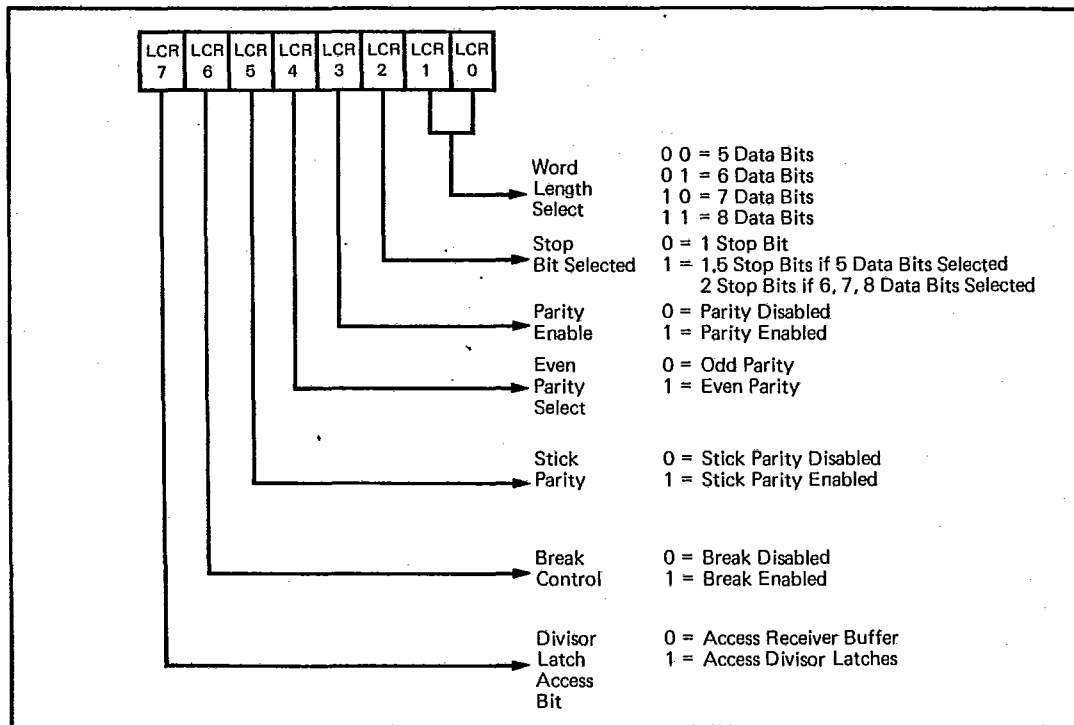 LCR 7 LCR 6 LCR 5 LCR 4 LCR 3 LCR 2 LCR 1 LCR 0
Word
Length
Select
0 0 = 5 Data Bits
0 1 = 6 Data Bits
1 0 = 7 Data Bits
1 1 = 8 Data Bits
Stop
Bit Selected
0 = 1 Stop Bit
1 = 1.5 Stop Bits if 5 Data Bits Selected
2 Stop Bits if 6, 7, 8 Data Bits Selected
Parity
Enable
0 = Parity Disabled
1 = Parity Enabled
Even
Parity
Select
0 = Odd Parity
1 = Even Parity
Stick
Parity
0 = Stick Parity Disabled
1 = Stick Parity Enabled
Break
Control
0 = Break Disabled
1 = Break Enabled
Divisor
Latch
Access
Bit
0 = Access Receiver Buffer
1 = Access Divisor Latches